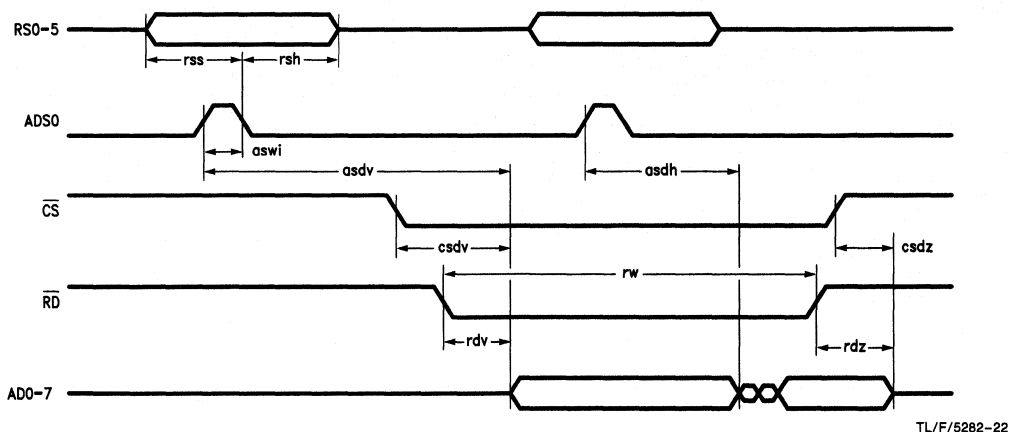 RS0-5
rss
rsh
ADS0
aswi
asdv
asdh
CS
csdv
csdz
rw
RD
rdv
rdz
AD0-7
TL/F/5282-22